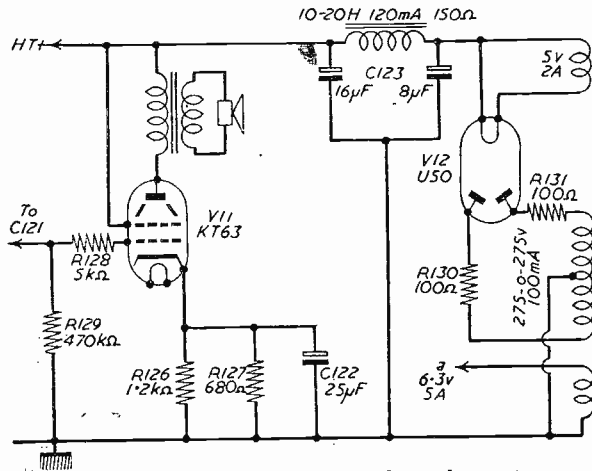 10-20H 120mA 150Ω
HT+
5v
2A
C123
16µF
8µF
V12
U50
R131
100Ω
V11
KT63
To
C121
R128
5kΩ
275-0-275v
100mA
R130
100Ω
R129
470kΩ
R126
1·2kΩ
R127
680Ω
C122
25µF
a
6·3v
5A